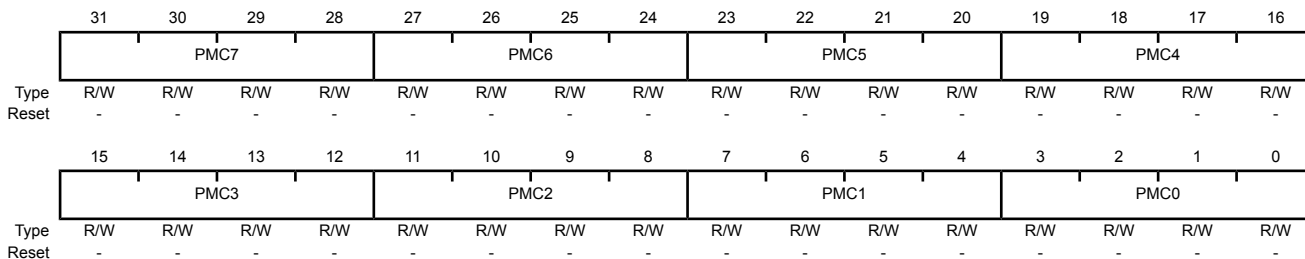 31 30 29 28 27 26 25 24 23 22 21 20 19 18 17 16
PMC7 PMC6 PMC5 PMC4
Type R/W R/W R/W R/W R/W R/W R/W R/W R/W R/W R/W R/W R/W R/W R/W R/W
Reset - - - - - - - - - - - - - - - -
15 14 13 12 11 10 9 8 7 6 5 4 3 2 1 0
PMC3 PMC2 PMC1 PMC0
Type R/W R/W R/W R/W R/W R/W R/W R/W R/W R/W R/W R/W R/W R/W R/W R/W
Reset - - - - - - - - - - - - - - - -